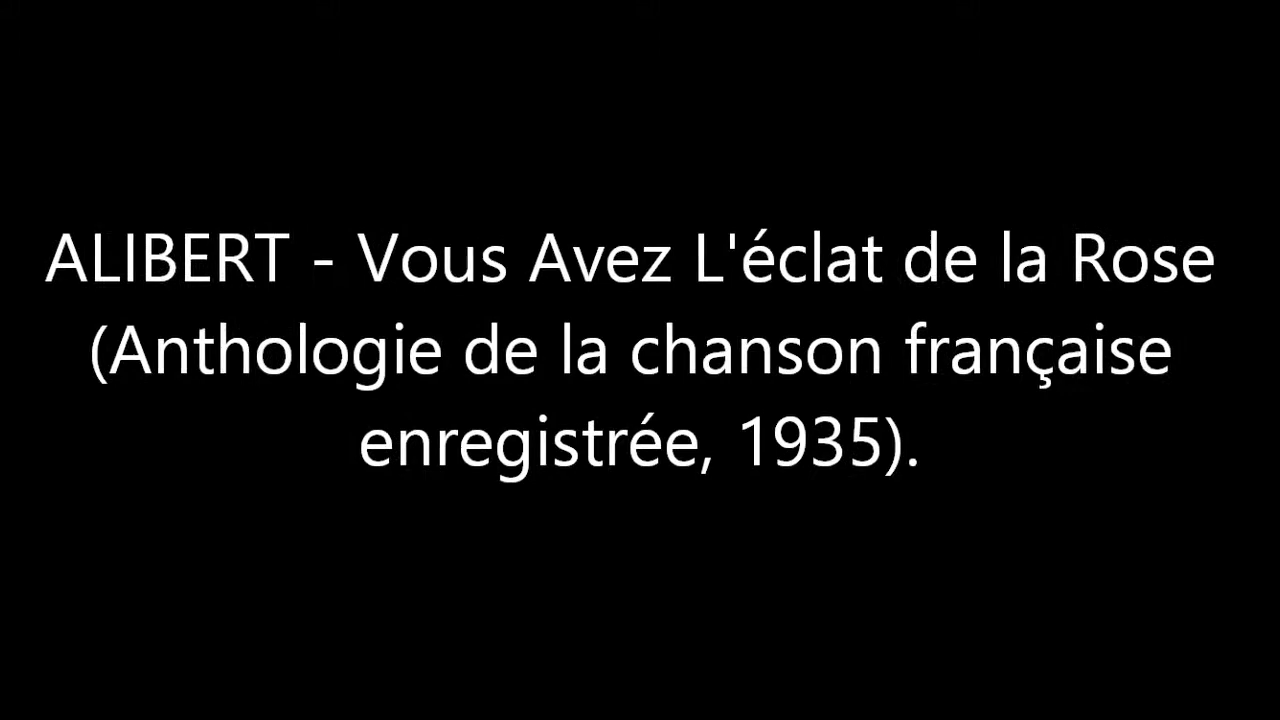 ALIBERT - Vous Avez L'éclat de la Rose
(Anthologie de la chanson française
enregistrée, 1935).